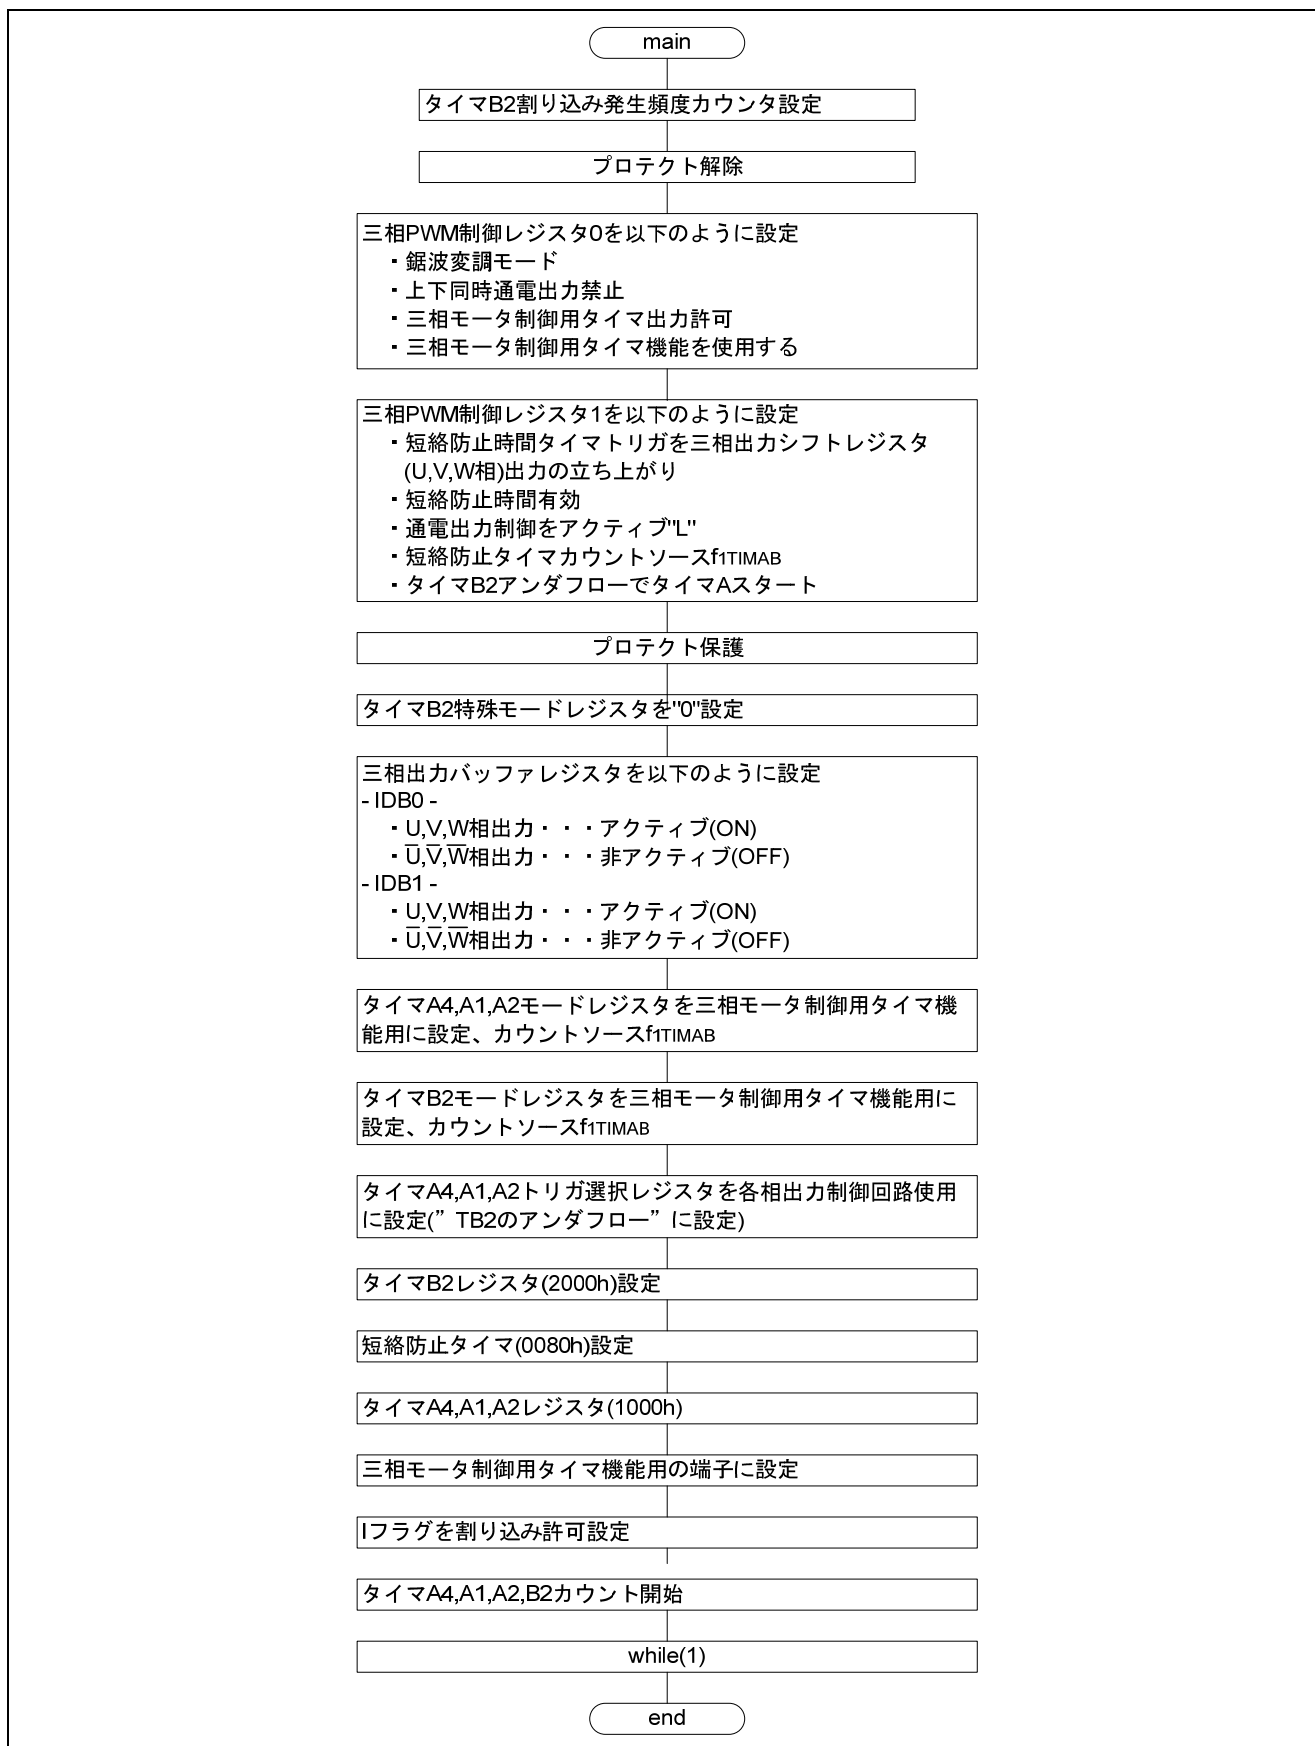 main
タイマB2割り込み発生頻度カウンタ設定
プロテクト解除
三相PWM制御レジスタ0を以下のように設定
・鋸波変調モード
・上下同時通電出力禁止
・三相モータ制御用タイマ出力許可
・三相モータ制御用タイマ機能を使用する
三相PWM制御レジスタ1を以下のように設定
・短絡防止時間タイマトリガを三相出力シフトレジスタ
(U,V,W相)出力の立ち上がり
・短絡防止時間有効
・通電出力制御をアクティブ"L"
・短絡防止タイマカウントソースf1TIMAB
・タイマB2アンダフローでタイマAスタート
プロテクト保護
タイマB2特殊モードレジスタを"0"設定
三相出力バッファレジスタを以下のように設定
- IDB0 -
・U,V,W相出力・・・アクティブ(ON)
・U̅,V̅,W̅相出力・・・非アクティブ(OFF)
- IDB1 -
・U,V,W相出力・・・アクティブ(ON)
・U̅,V̅,W̅相出力・・・非アクティブ(OFF)
タイマA4,A1,A2モードレジスタを三相モータ制御用タイマ機
能用に設定、カウントソースf1TIMAB
タイマB2モードレジスタを三相モータ制御用タイマ機能用に
設定、カウントソースf1TIMAB
タイマA4,A1,A2トリガ選択レジスタを各相出力制御回路使用
に設定(” TB2のアンダフロー” に設定)
タイマB2レジスタ(2000h)設定
短絡防止タイマ(0080h)設定
タイマA4,A1,A2レジスタ(1000h)
三相モータ制御用タイマ機能用の端子に設定
Iフラグを割り込み許可設定
タイマA4,A1,A2,B2カウント開始
while(1)
end